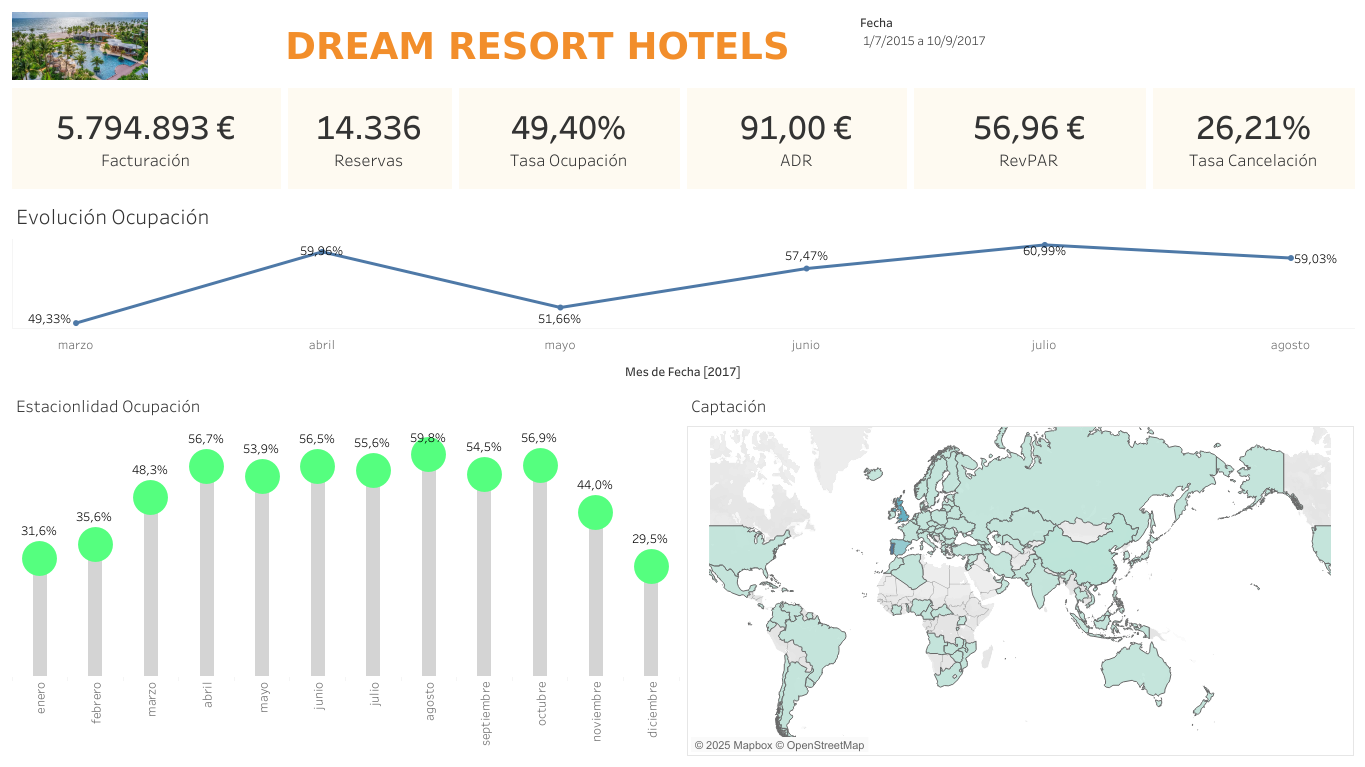 DREAM RESORT HOTELS
Fecha
1/7/2015 a 10/9/2017
5.794.893 €
Facturación
14.336
Reservas
49,40%
Tasa Ocupación
91,00 €
ADR
56,96 €
RevPAR
26,21%
Tasa Cancelación
Evolución Ocupación
49,33%
59,96%
51,66%
57,47%
60,99%
59,03%
marzo
abril
mayo
junio
julio
agosto
Mes de Fecha [2017]
Estacionlidad Ocupación
31,6%
35,6%
48,3%
56,7%
53,9%
56,5%
55,6%
59,8%
54,5%
56,9%
44,0%
29,5%
enero
febrero
marzo
abril
mayo
junio
julio
agosto
septiembre
octubre
noviembre
diciembre
Captación
© 2025 Mapbox © OpenStreetMap